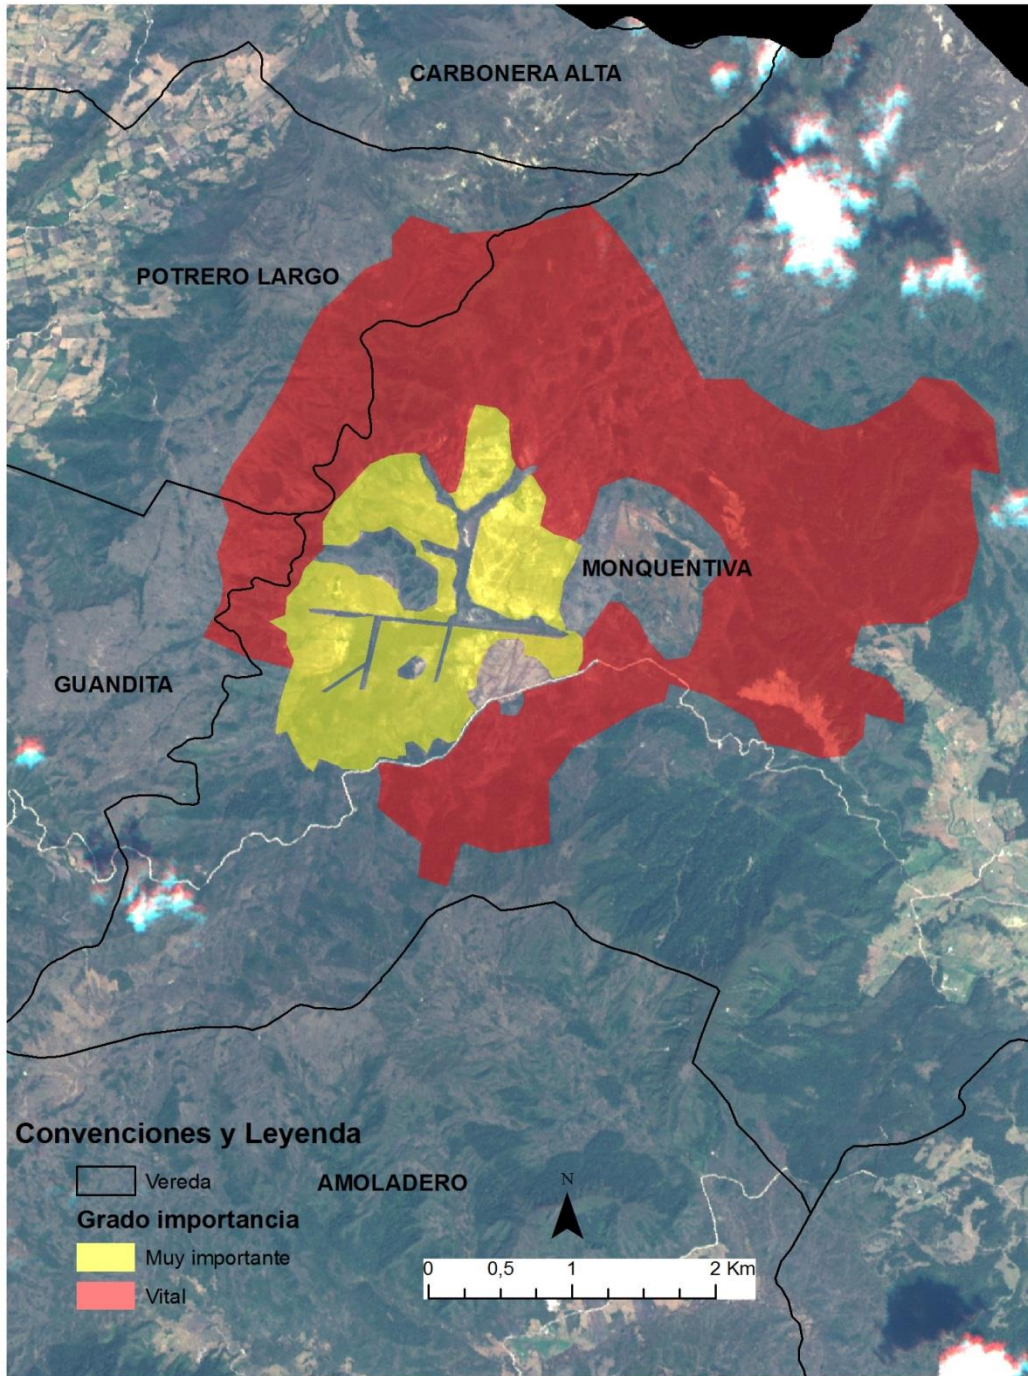 CARBONERA ALTA
POTRERO LARGO
MONQUENTIVA
GUANDITA
Convenciones y Leyenda
Vereda
AMOLADERO
N
Grado importancia
Muy importante
Vital
0 0,5 1 2 Km